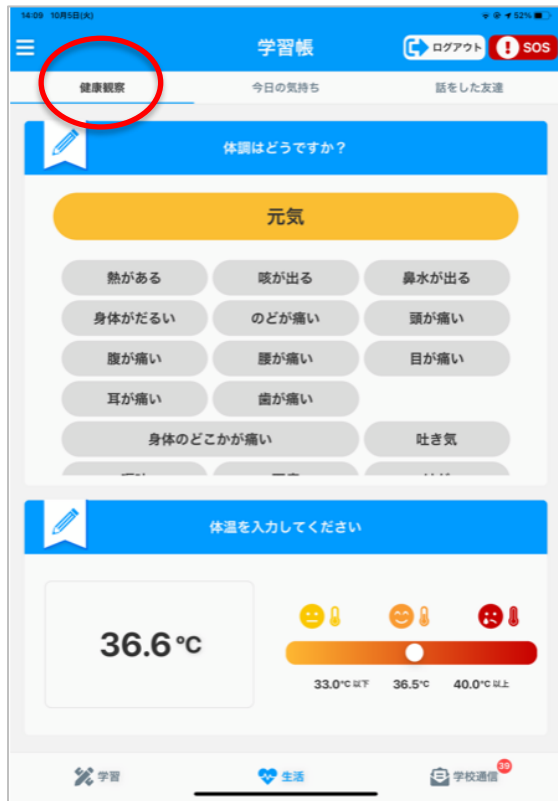 14:09 10月5日(火) 52%
学習帳 ログアウト ! SOS
健康観察 今日の気持ち 話をした友達
体調はどうですか?
元気
熱がある 咳が出る 鼻水が出る
身体がだるい のどが痛い 頭が痛い
腹が痛い 腰が痛い 目が痛い
耳が痛い 歯が痛い
身体のどこかが痛い 吐き気
体温を入力してください
36.6℃
33.0℃ 以下 36.5℃ 40.0℃ 以上
学習 生活 学校通信 39